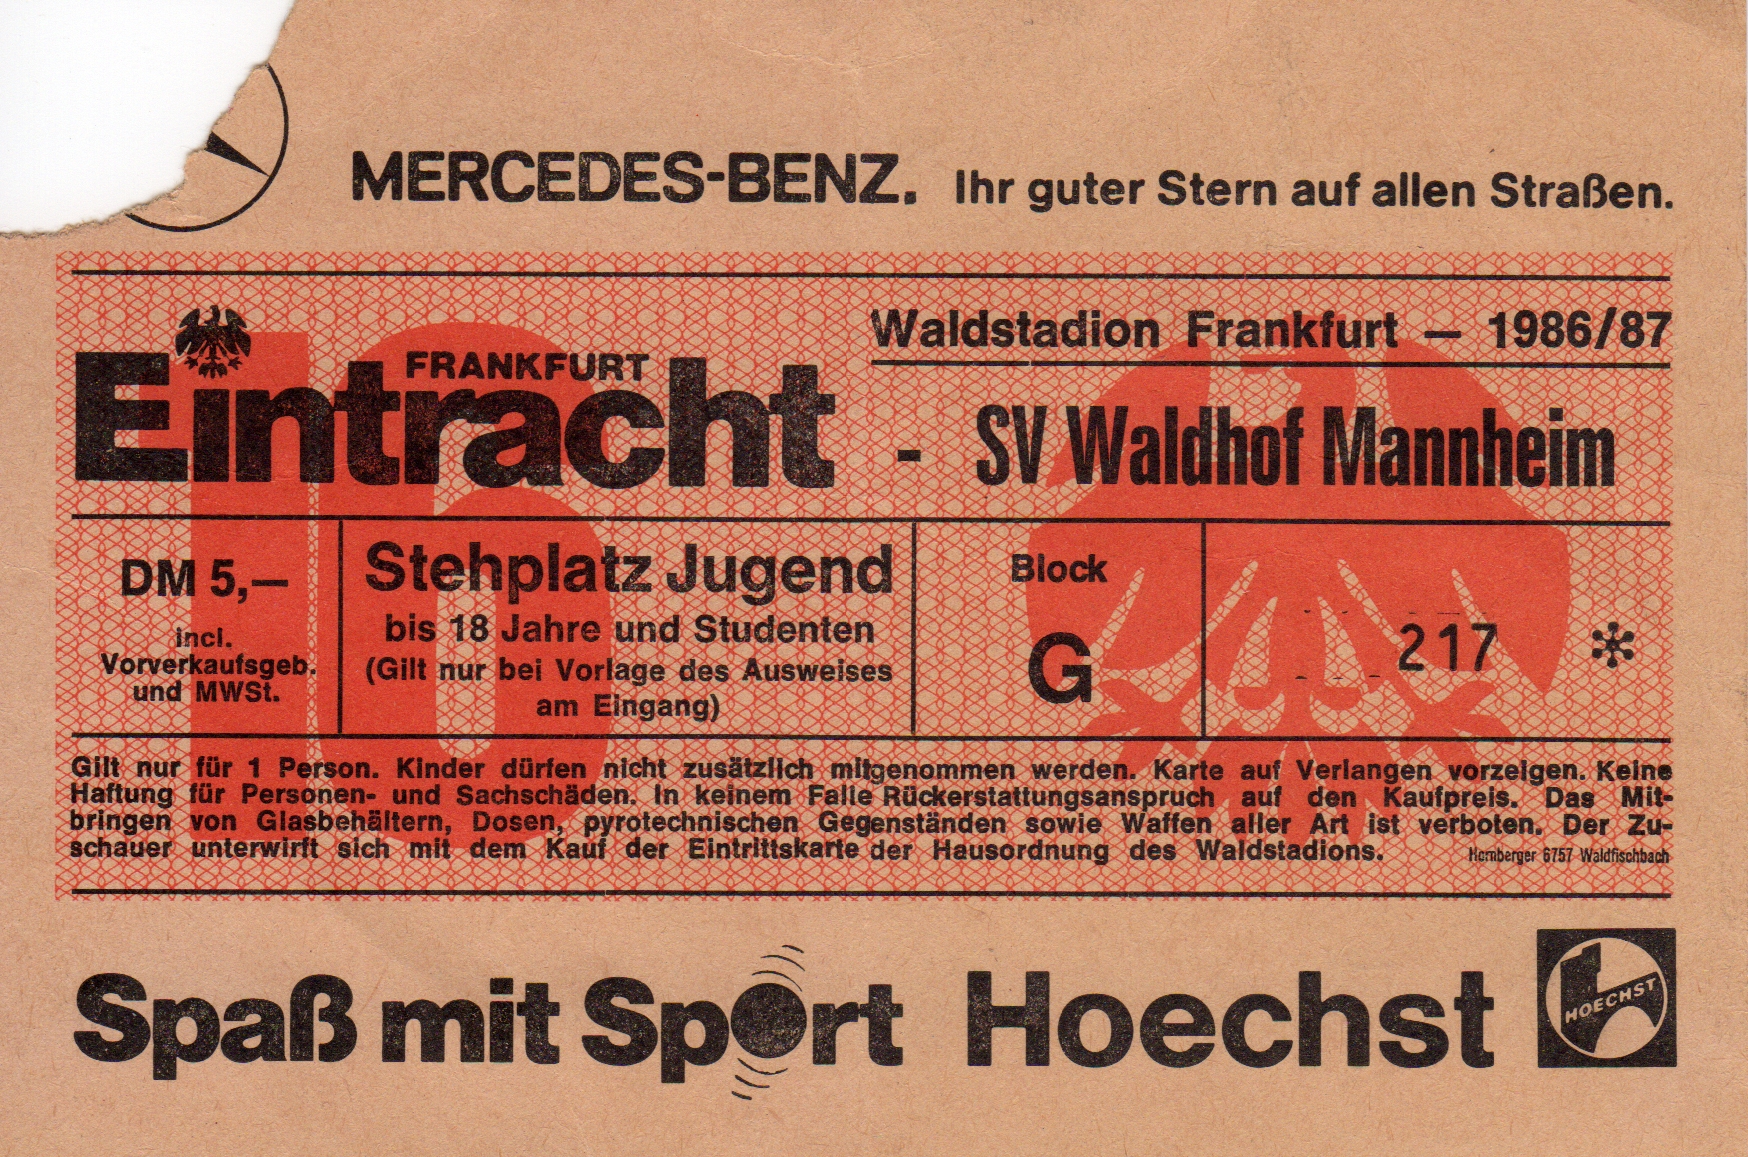 MERCEDES-BENZ. Ihr guter Stern auf allen Straßen.
Waldstadion Frankfurt — 1986/87
FRANKFURT
Eintracht - SV Waldhof Mannheim
16
DM 5,—
incl.
Vorverkaufsgeb.
und MWSt.
Stehplatz Jugend
bis 18 Jahre und Studenten
(Gilt nur bei Vorlage des Ausweises
am Eingang)
Block
G
217 *
Gilt nur für 1 Person. Kinder dürfen nicht zusätzlich mitgenommen werden. Karte auf Verlangen vorzeigen. Keine
Haftung für Personen- und Sachschäden. In keinem Falle Rückerstattungsanspruch auf den Kaufpreis. Das Mit-
bringen von Glasbehältern, Dosen, pyrotechnischen Gegenständen sowie Waffen aller Art ist verboten. Der Zu-
schauer unterwirft sich mit dem Kauf der Eintrittskarte der Hausordnung des Waldstadions.
Hornberger 6757 Waldfischbach
Spaß mit Sport Hoechst
HOECHST